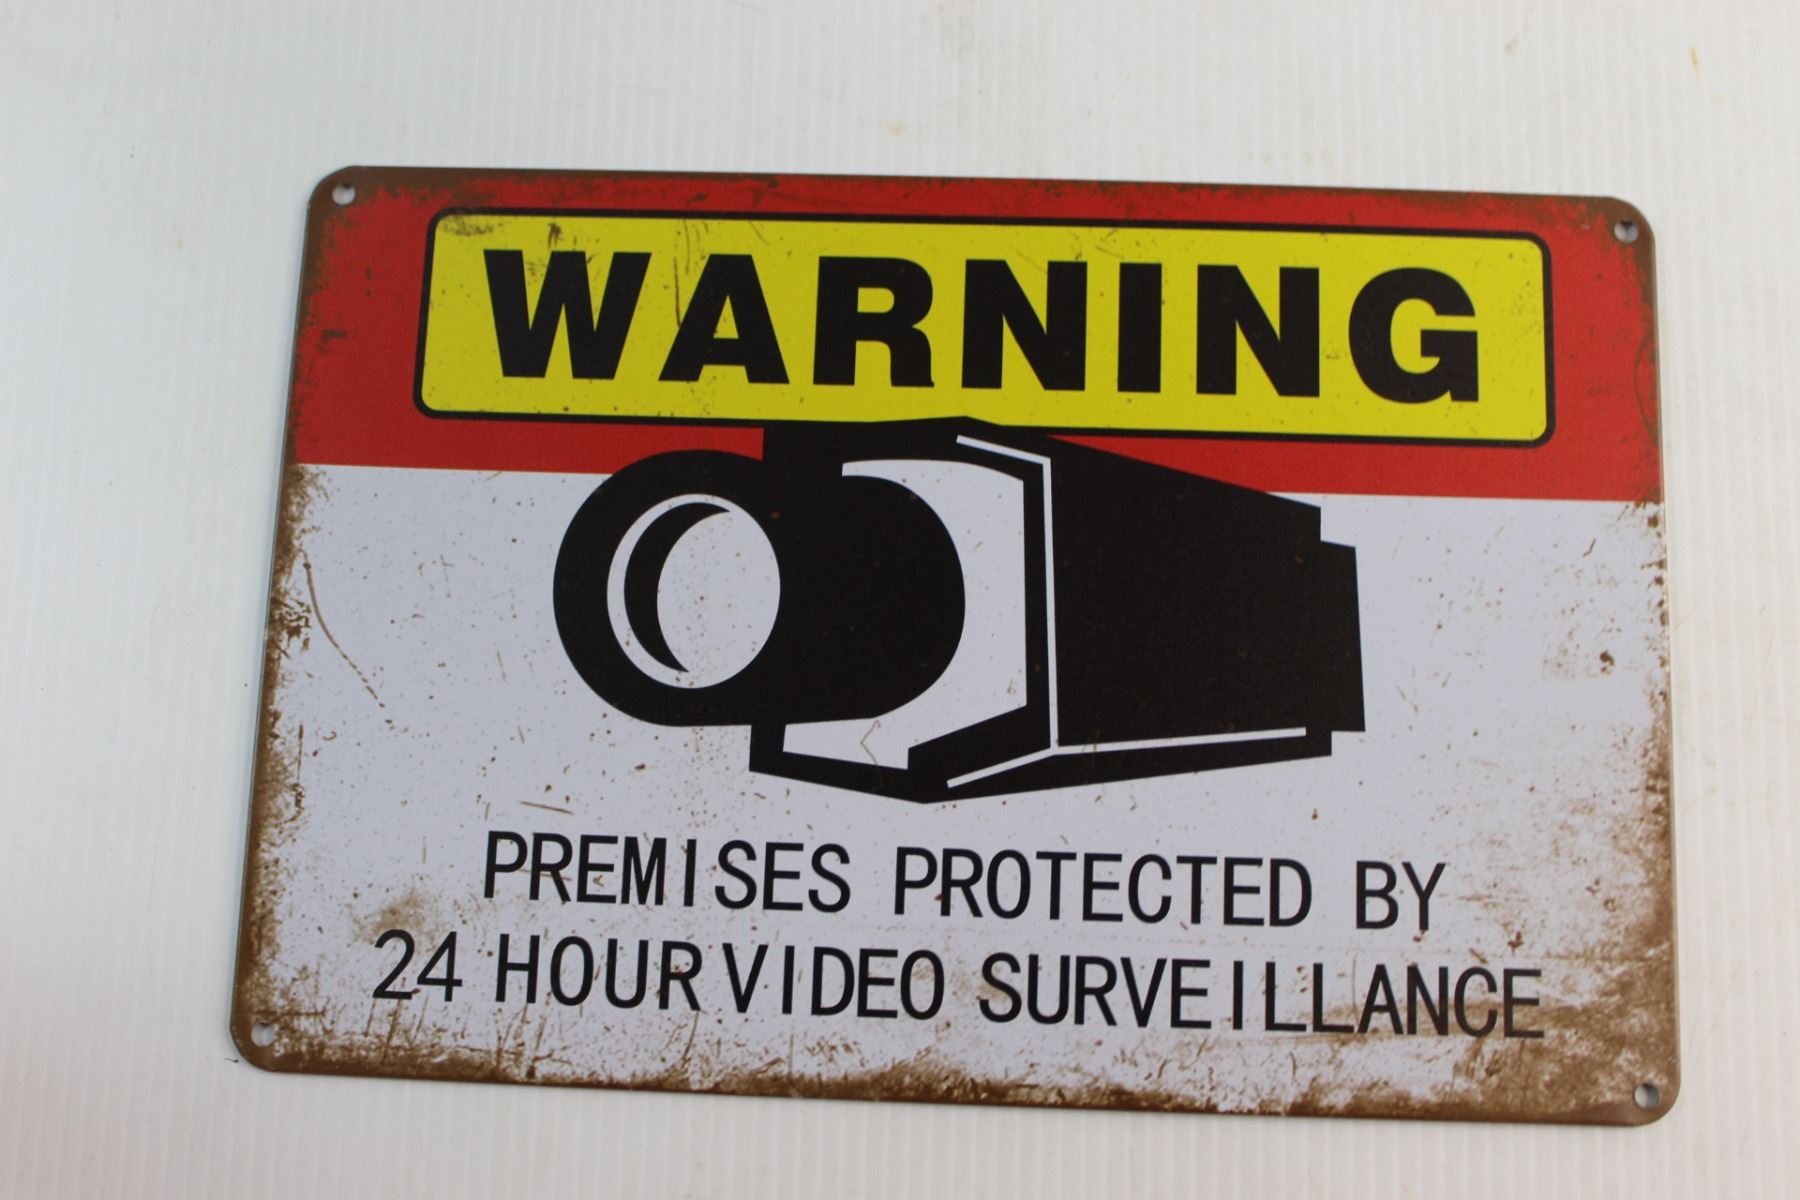 WARNING
PREMISES PROTECTED BY
24 HOUR VIDEO SURVEILLANCE